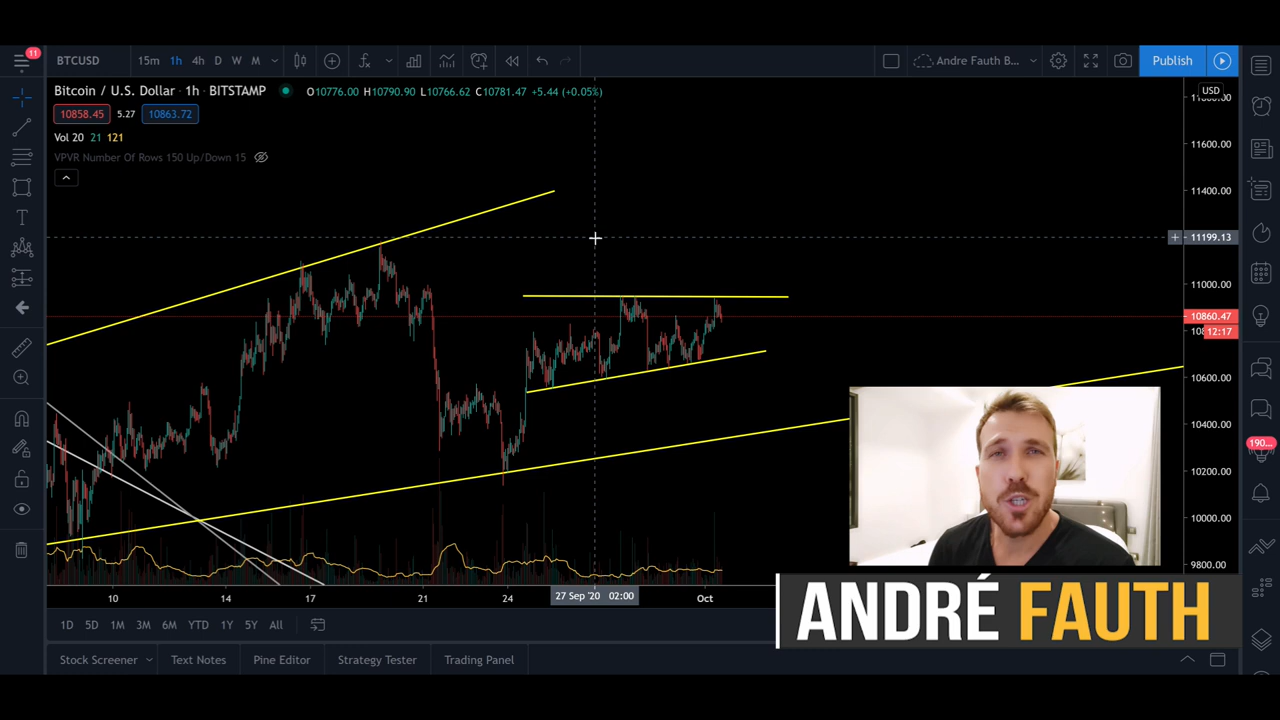 11
BTCUSD 15m 1h 4h D W M Andre Fauth B... Publish
Bitcoin / U.S. Dollar · 1h · BITSTAMP O10776.00 H10790.90 L10766.62 C10781.47 +5.44 (+0.05%) USD
10858.45 5.27 10863.72
Vol 20 21 121
11600.00
VPVR Number Of Rows 150 Up/Down 15
11400.00
11199.13
11000.00
10860.47
12:17
10600.00
10400.00
190...
10200.00
10000.00
9800.00
10 14 17 21 24 27 Sep '20 02:00 Oct
ANDRÉ FAUTH
1D 5D 1M 3M 6M YTD 1Y 5Y All
Stock Screener Text Notes Pine Editor Strategy Tester Trading Panel